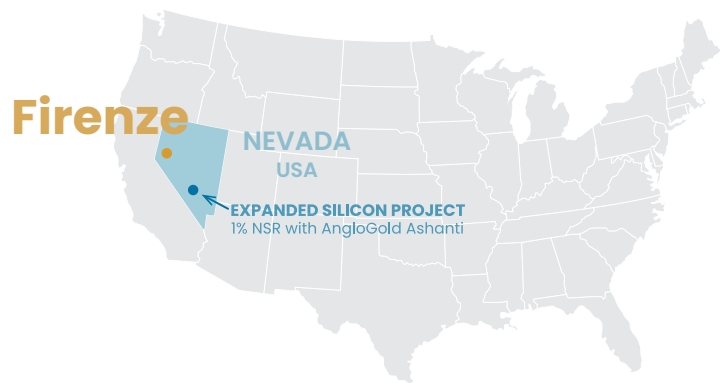 Firenze
NEVADA
USA
EXPANDED SILICON PROJECT
1% NSR with AngloGold Ashanti